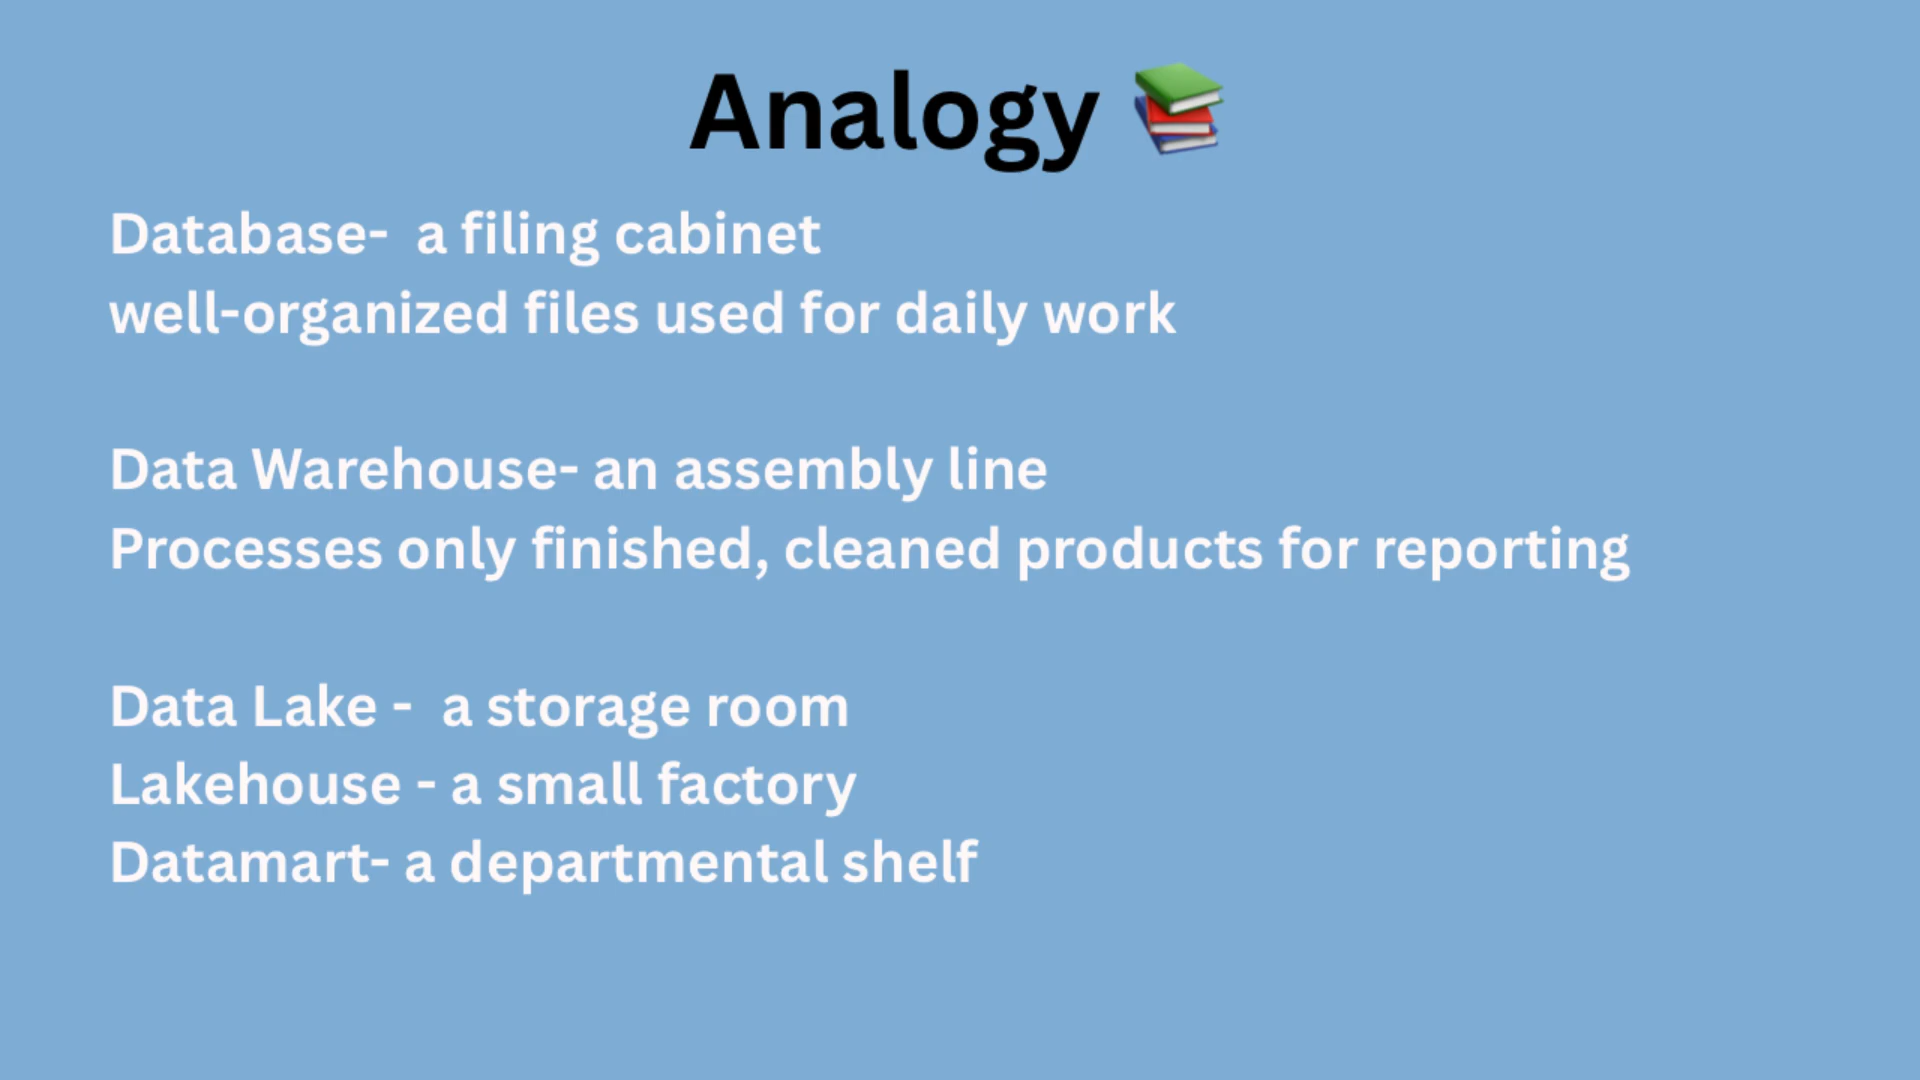 Analogy 📚
Database-  a filing cabinet
well-organized files used for daily work
Data Warehouse- an assembly line
Processes only finished, cleaned products for reporting
Data Lake -  a storage room
Lakehouse - a small factory
Datamart- a departmental shelf